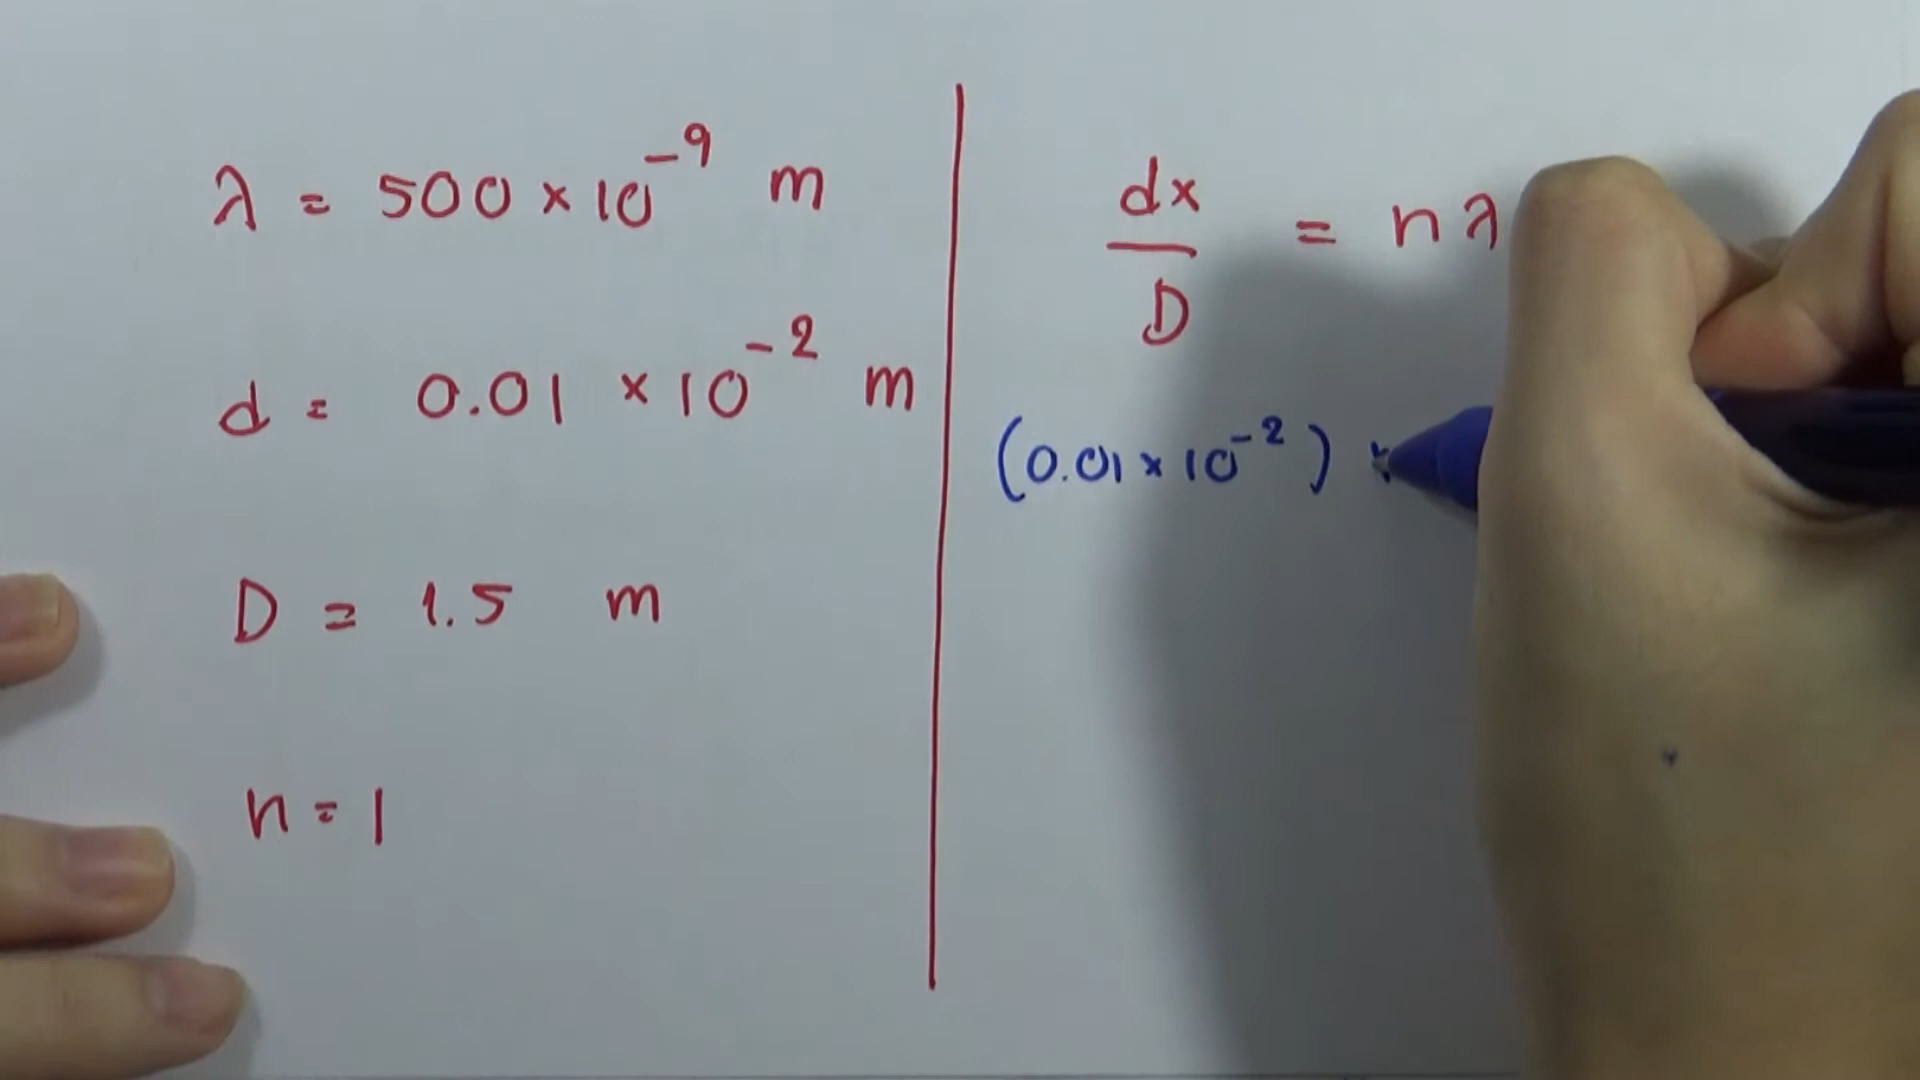 λ = 500 × 10⁻⁹ m
d = 0.01 × 10⁻² m
D = 1.5 m
n = 1
dx
D
= nλ
(0.01 × 10⁻²)